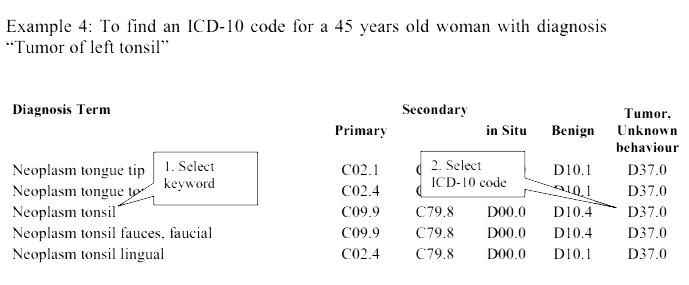 Example 4: To find an ICD-10 code for a 45 years old woman with diagnosis
“Tumor of left tonsil”
Diagnosis Term Secondary Tumor,
Primary in Situ Benign Unknown
behaviour
Neoplasm tongue tip C02.1 D10.1 D37.0
Neoplasm tongue C02.4 D10.1 D37.0
Neoplasm tonsil C09.9 C79.8 D00.0 D10.4 D37.0
Neoplasm tonsil fauces, faucial C09.9 C79.8 D00.0 D10.4 D37.0
Neoplasm tonsil lingual C02.4 C79.8 D00.0 D10.1 D37.0
1. Select
keyword
2. Select
ICD-10 code